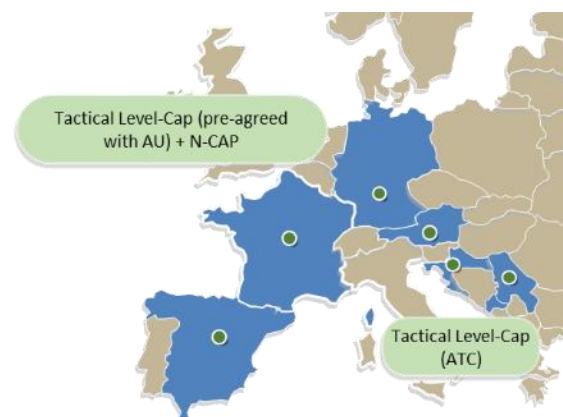 Tactical Level-Cap (pre-agreed
with AU) + N-CAP
Tactical Level-Cap
(ATC)